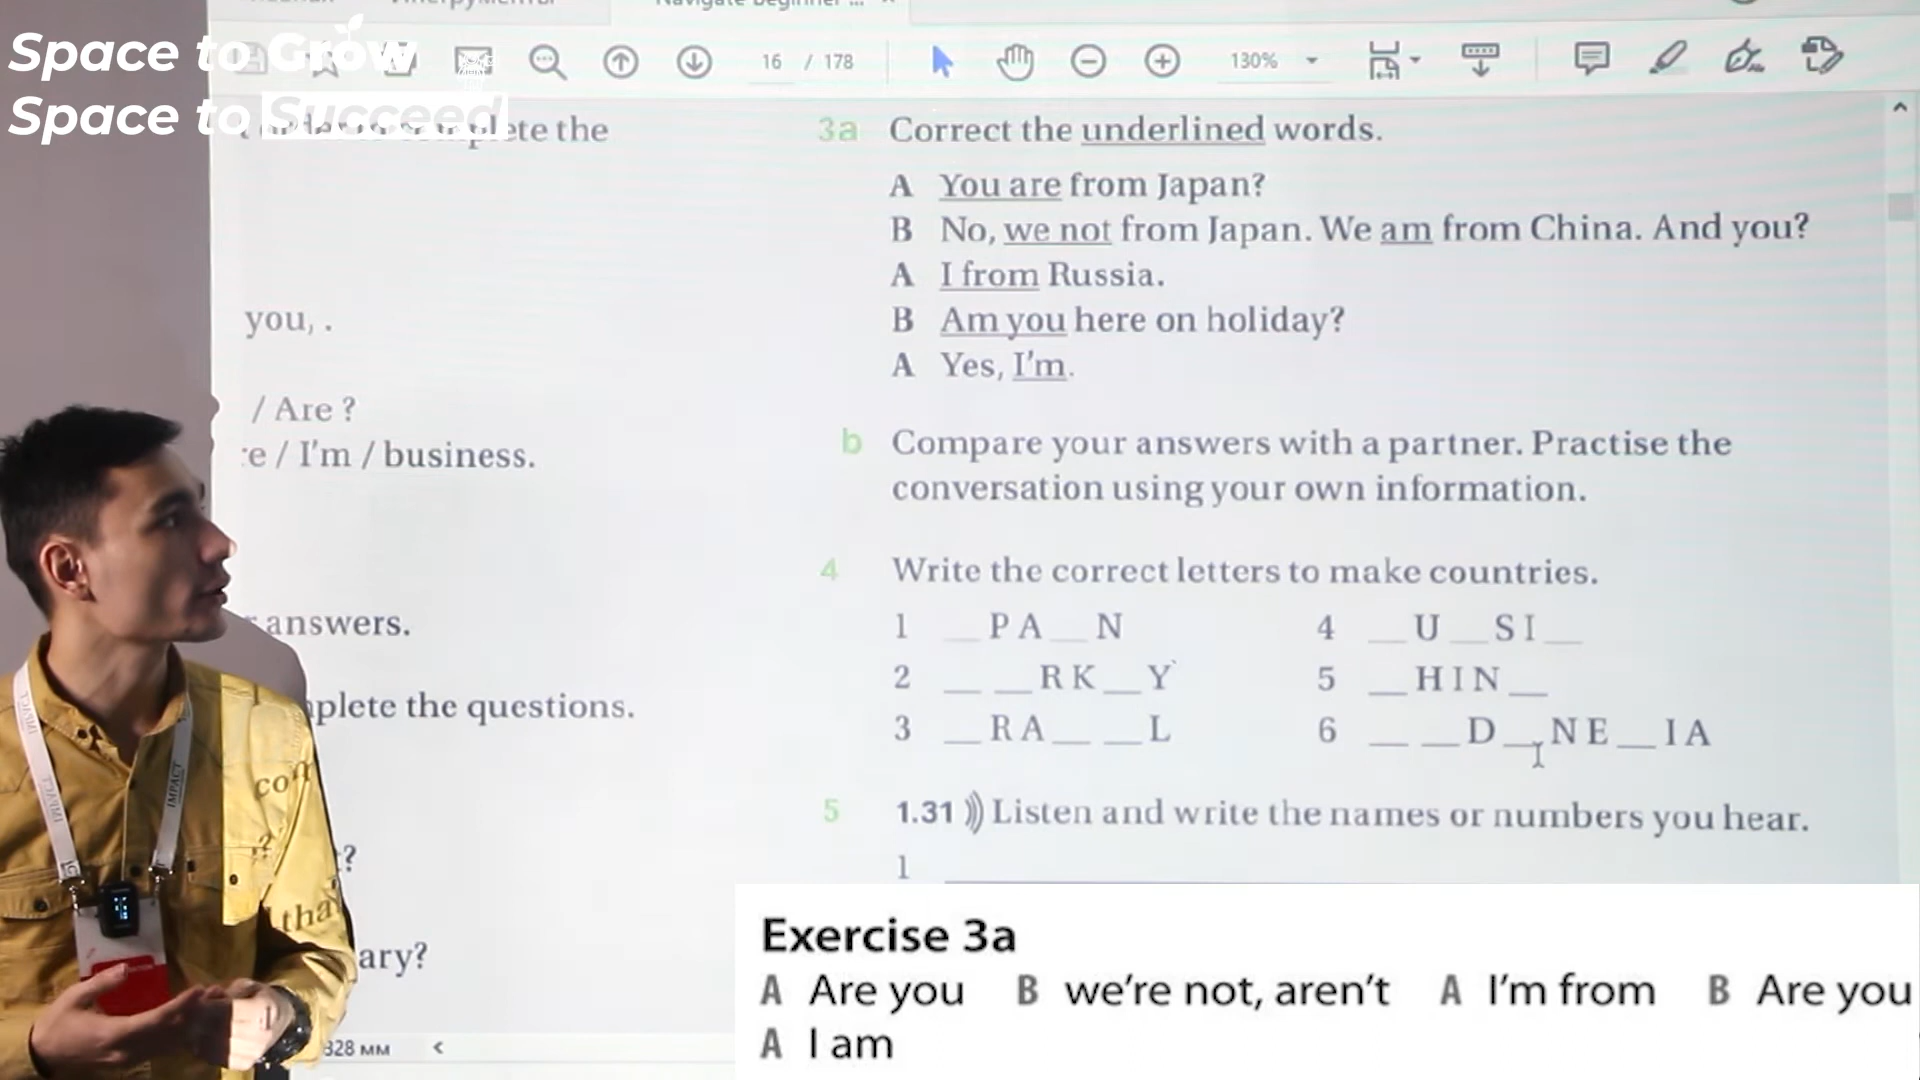 Space to Grow
Space to Succeed
16 / 178
130%
lete the
you, .
/ Are ?
e / I'm / business.
answers.
plete the questions.
?
ary?
328 мм
3a Correct the underlined words.
A You are from Japan?
B No, we not from Japan. We am from China. And you?
A I from Russia.
B Am you here on holiday?
A Yes, I'm.
b Compare your answers with a partner. Practise the
conversation using your own information.
4 Write the correct letters to make countries.
1 __ P A __ N
2 __ __ R K __ Y
3 __ R A __ __ L
4 __ U __ S I __
5 __ H I N __
6 __ __ D __ N E __ I A
5 1.31 Listen and write the names or numbers you hear.
1
Exercise 3a
A Are you B we're not, aren't A I'm from B Are you
A I am
IMPACT